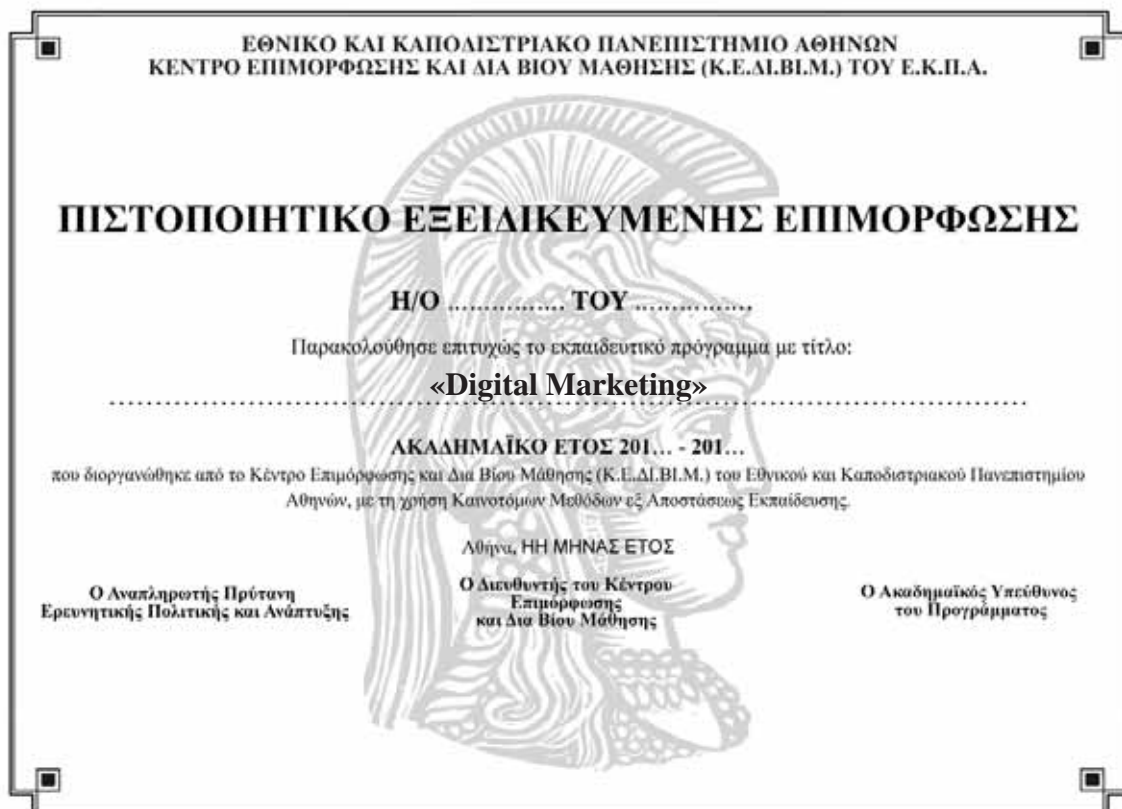 ΕΘΝΙΚΟ ΚΑΙ ΚΑΠΟΔΙΣΤΡΙΑΚΟ ΠΑΝΕΠΙΣΤΗΜΙΟ ΑΘΗΝΩΝ
ΚΕΝΤΡΟ ΕΠΙΜΟΡΦΩΣΗΣ ΚΑΙ ΔΙΑ ΒΙΟΥ ΜΑΘΗΣΗΣ (Κ.Ε.ΔΙ.ΒΙ.Μ.) ΤΟΥ Ε.Κ.Π.Α.
ΠΙΣΤΟΠΟΙΗΤΙΚΟ ΕΞΕΙΔΙΚΕΥΜΕΝΗΣ ΕΠΙΜΟΡΦΩΣΗΣ
Η/Ο ................ ΤΟΥ ................
Παρακολούθησε επιτυχώς το εκπαιδευτικό πρόγραμμα με τίτλο:
«Digital Marketing»
ΑΚΑΔΗΜΑΪΚΟ ΕΤΟΣ 201... - 201...
που διοργανώθηκε από το Κέντρο Επιμόρφωσης και Δια Βίου Μάθησης (Κ.Ε.ΔΙ.ΒΙ.Μ.) του Εθνικού και Καποδιστριακού Πανεπιστημίου
Αθηνών, με τη χρήση Καινοτόμων Μεθόδων εξ Αποστάσεως Εκπαίδευσης.
Αθήνα, ΗΗ ΜΗΝΑΣ ΕΤΟΣ
Ο Αναπληρωτής Πρύτανη
Ερευνητικής Πολιτικής και Ανάπτυξης
Ο Διευθυντής του Κέντρου
Επιμόρφωσης
και Δια Βίου Μάθησης
Ο Ακαδημαϊκός Υπεύθυνος
του Προγράμματος